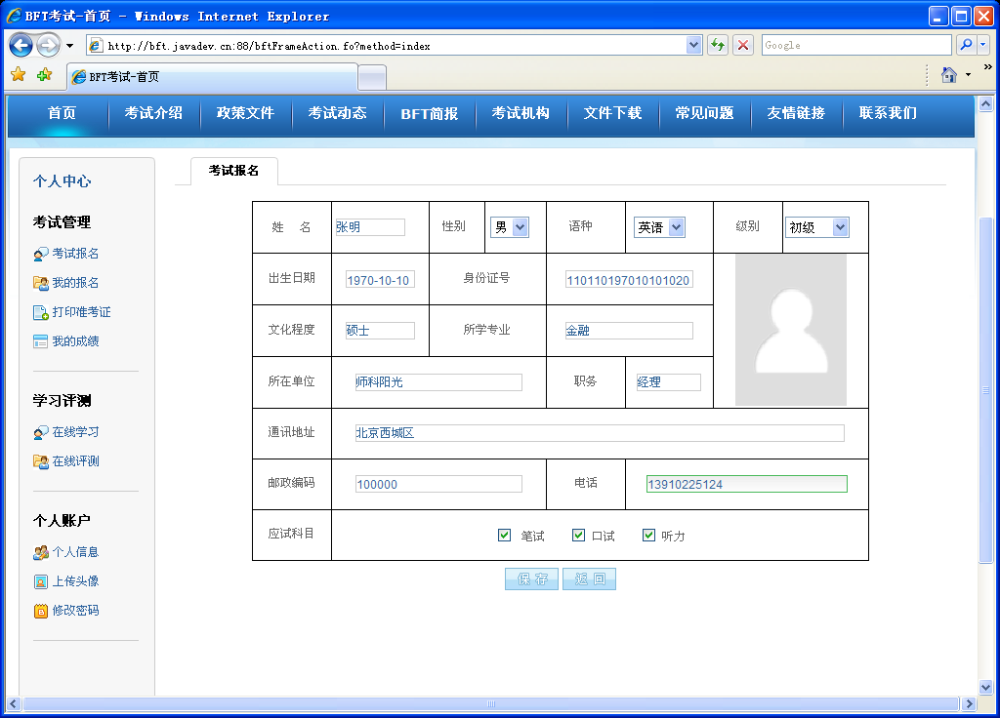 BFT考试-首页 - Windows Internet Explorer
http://bft.javadev.cn:88/bftFrameAction.fo?method=index
Google
BFT考试-首页
首页 考试介绍 政策文件 考试动态 BFT简报 考试机构 文件下载 常见问题 友情链接 联系我们
个人中心
考试管理
考试报名
我的报名
打印准考证
我的成绩
学习评测
在线学习
在线评测
个人账户
个人信息
上传头像
修改密码
考试报名
姓 名 张明 性别 男 语种 英语 级别 初级
出生日期 1970-10-10 身份证号 110110197010101020
文化程度 硕士 所学专业 金融
所在单位 师科阳光 职务 经理
通讯地址 北京西城区
邮政编码 100000 电话 13910225124
应试科目 笔试 口试 听力
保 存 返 回